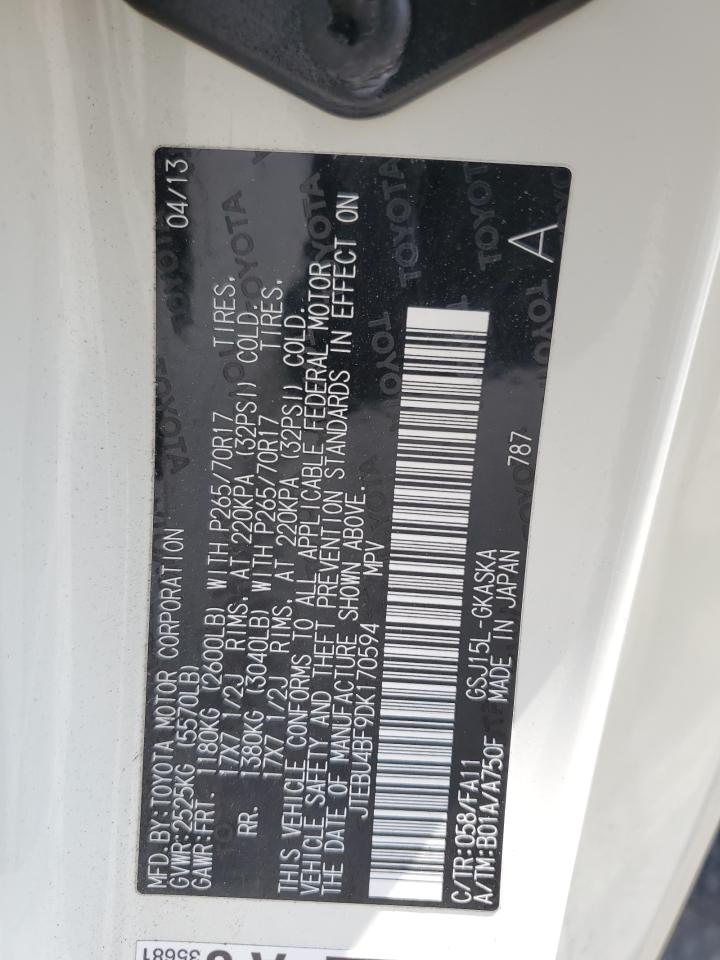 MFD.BY:TOYOTA MOTOR CORPORATION 04/13
GVWR:2525KG (5570LB)
GAWR:FRT. 1180KG (2600LB) WITH P265/70R17 TIRES,
17X7 1/2J RIMS, AT 220KPA (32PSI) COLD.
RR. 1380KG (3040LB) WITH P265/70R17 TIRES,
17X7 1/2J RIMS, AT 220KPA (32PSI) COLD.
THIS VEHICLE CONFORMS TO ALL APPLICABLE FEDERAL MOTOR
VEHICLE SAFETY AND THEFT PREVENTION STANDARDS IN EFFECT ON
THE DATE OF MANUFACTURE SHOWN ABOVE.
JTEBU4BF9DK170594 MPV
C/TR:058/FA11 GSJ15L-GKASKA 787
A/TM:B01A/A750F MADE IN JAPAN A
35681